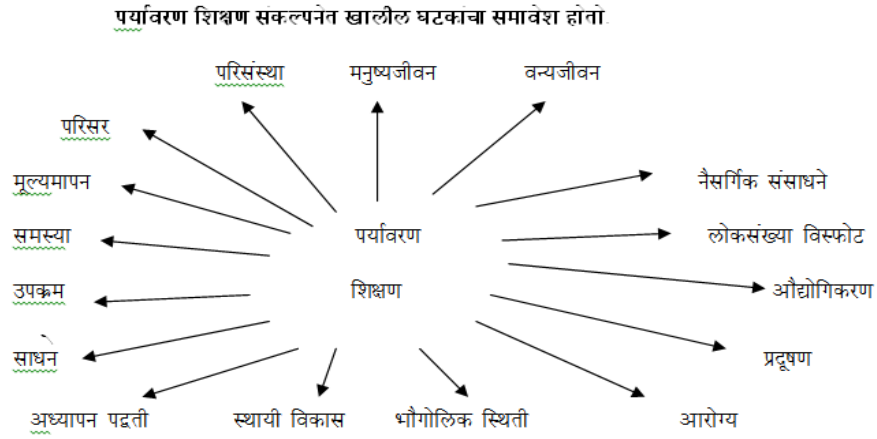 पर्यावरण शिक्षण संकल्पनेत खालील घटकांचा समावेश होतो.
परिसंस्था मनुष्यजीवन वन्यजीवन
परिसर
मूल्यमापन नैसर्गिक संसाधने
समस्या पर्यावरण लोकसंख्या विस्फोट
उपक्रम शिक्षण औद्योगिकरण
साधने प्रदूषण
अध्यापन पद्वती स्थायी विकास भौगोलिक स्थिती आरोग्य